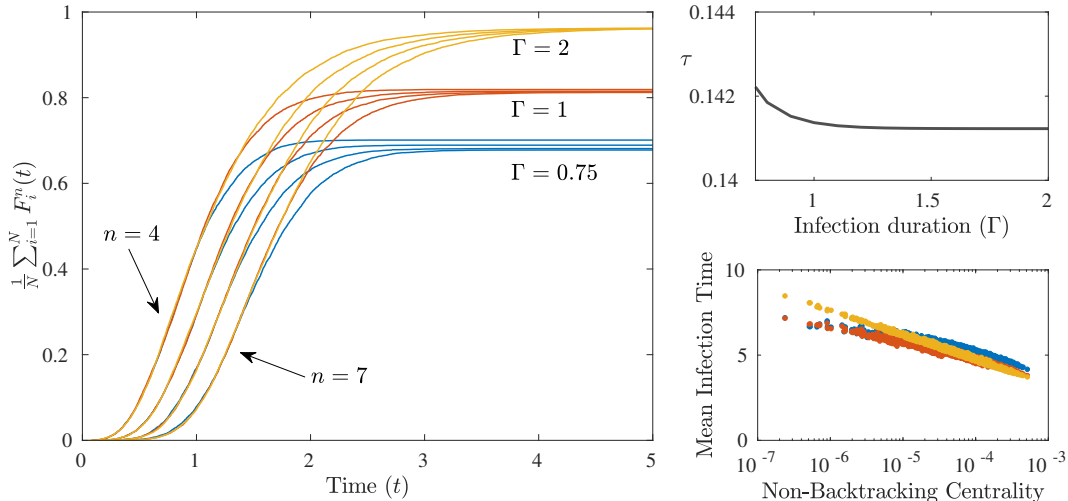 1
0.8
0.6
0.4
0.2
0
0 1 2 3 4 5
Time (t)
1/N ∑_{i=1}^{N} F_i^n(t)
Γ = 2
Γ = 1
Γ = 0.75
n = 4
n = 7
0.144
0.142
0.14
τ
1 1.5 2
Infection duration (Γ)
10
5
0
Mean Infection Time
10^-7 10^-6 10^-5 10^-4 10^-3
Non-Backtracking Centrality